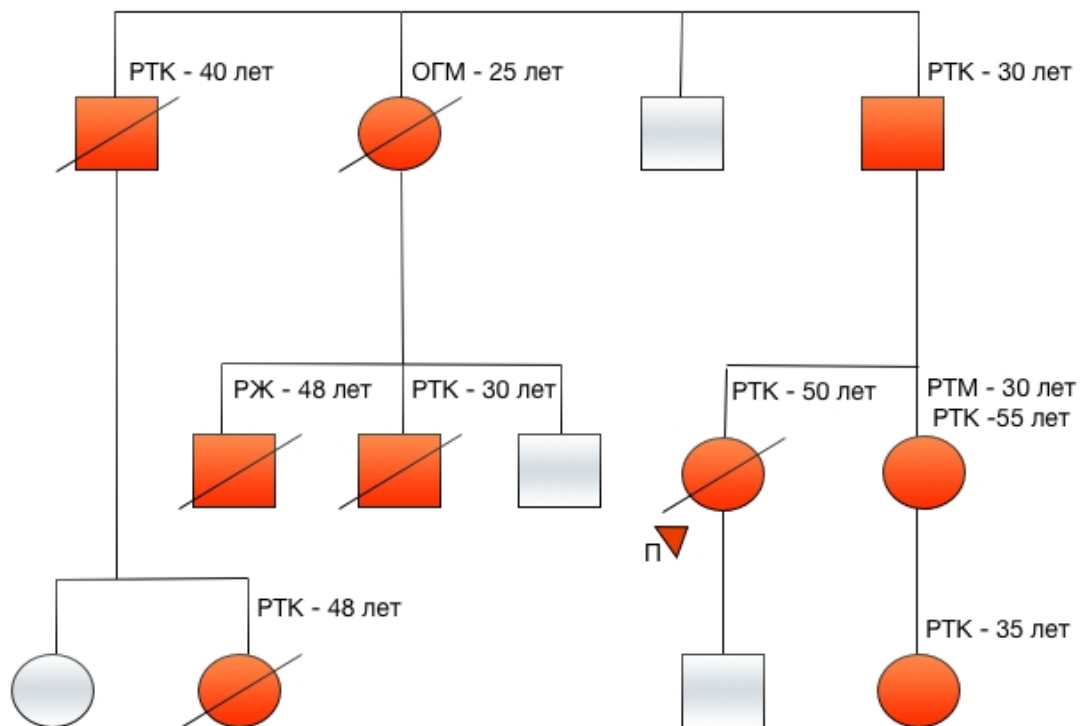 РТК - 40 лет
ОГМ - 25 лет
РТК - 30 лет
РЖ - 48 лет
РТК - 30 лет
РТК - 50 лет
РТМ - 30 лет
РТК -55 лет
П
РТК - 48 лет
РТК - 35 лет